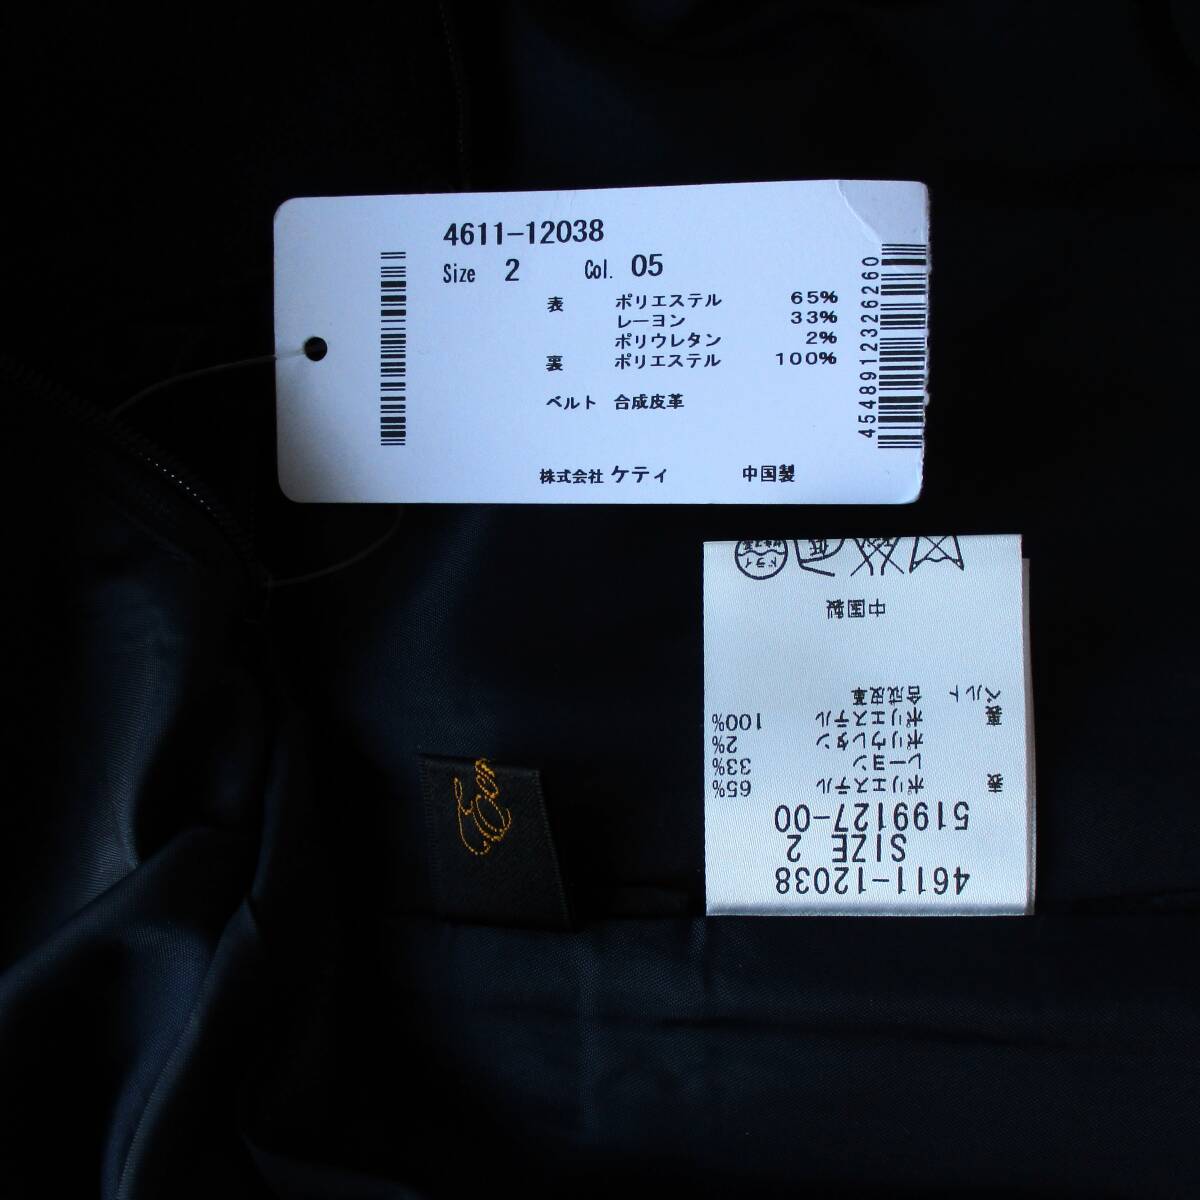 4611-12038
Size 2 Col. 05
表 ポリエステル 65%
レーヨン 33%
ポリウレタン 2%
裏 ポリエステル 100%
ベルト 合成皮革
株式会社 ケティ 中国製
4548912326260
4611-12038
SIZE 2
5199127-00
表 ポリエステル 65%
レーヨン 33%
ポリウレタン 2%
裏 ポリエステル 100%
ベルト 合成皮革
中国製
低
ドライ